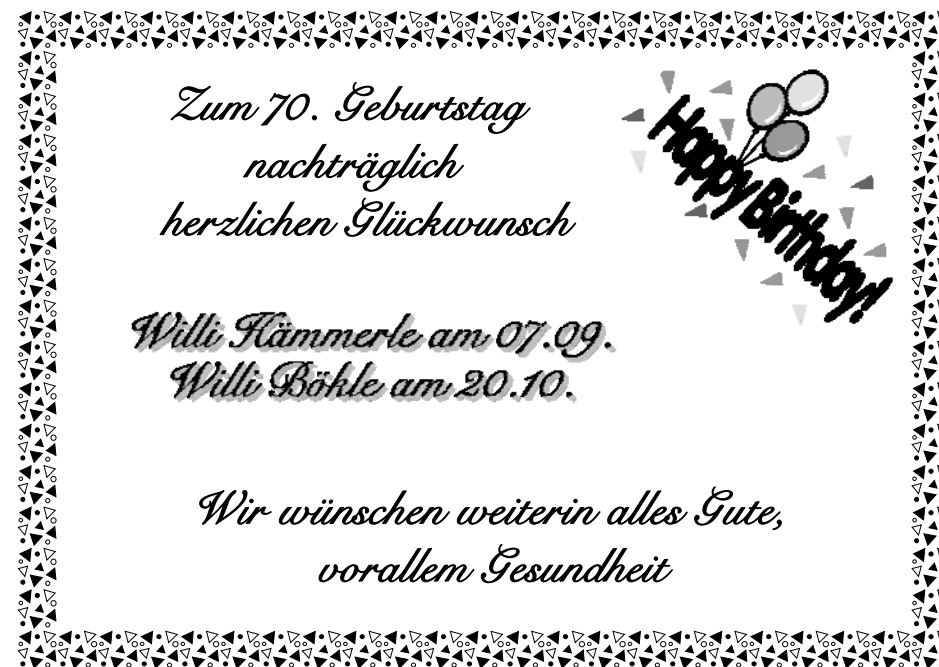 Zum 70. Geburtstag
nachträglich
herzlichen Glückwunsch
Happy Birthday!
Willi Hämmerle am 07.09.
Willi Bökle am 20.10.
Wir wünschen weiterin alles Gute,
vorallem Gesundheit